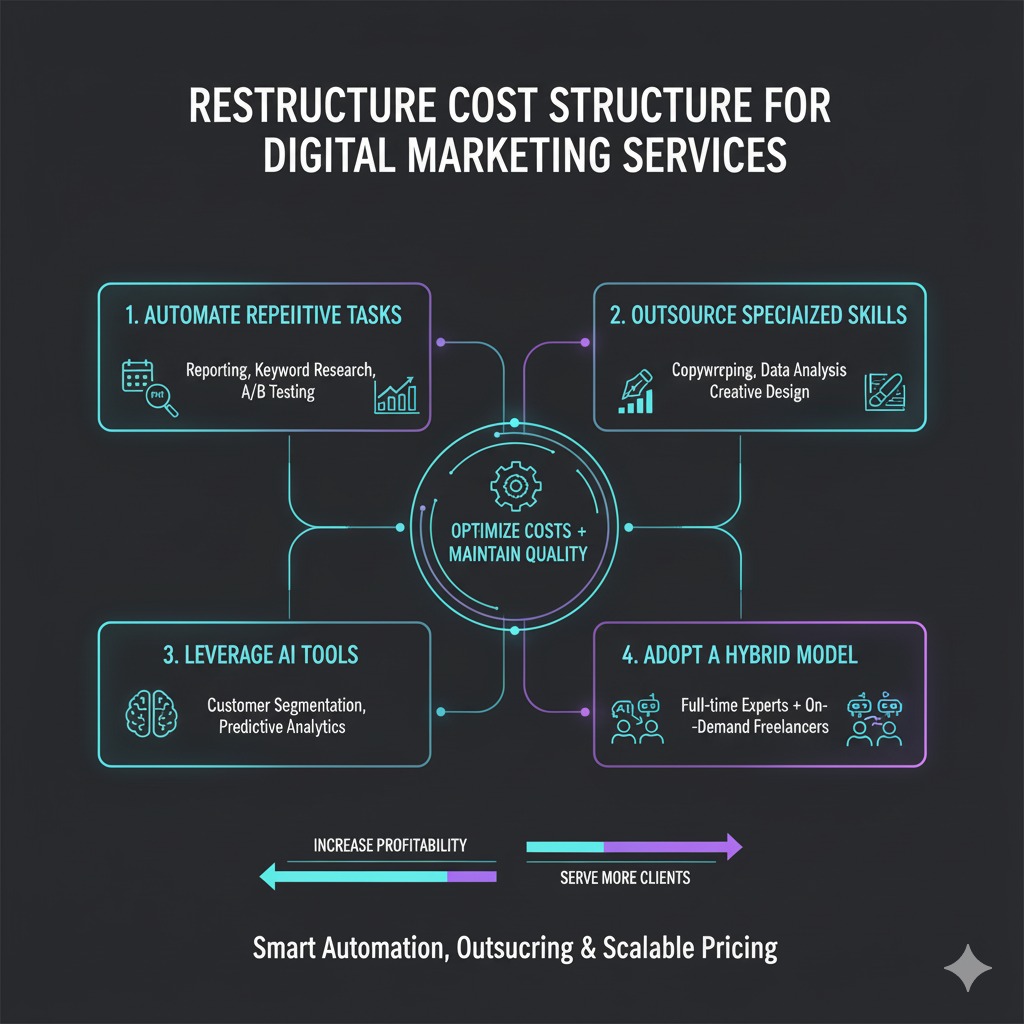 RESTRUCTURE COST STRUCTURE FOR
DIGITAL MARKETING SERVICES
1. AUTOMATE REPEIITIVE TASKS
Reporting, Keyword Research,
A/B Testing
2. OUTSOURCE SPECIAIZED SKILLS
Copywreping, Data Analysis
Creative Design
OPTIMIZE COSTS +
MAINTAIN QUALITY
3. LEVERAGE AI TOOLS
Customer Segmentation,
Predictive Analytics
4. ADOPT A HYBRID MODEL
AI
Full-time Experts + On-
-Demand Freelancers
INCREASE PROFITABILITY
SERVE MORE CLIENTS
Smart Automation, Outsucring & Scalable Pricing